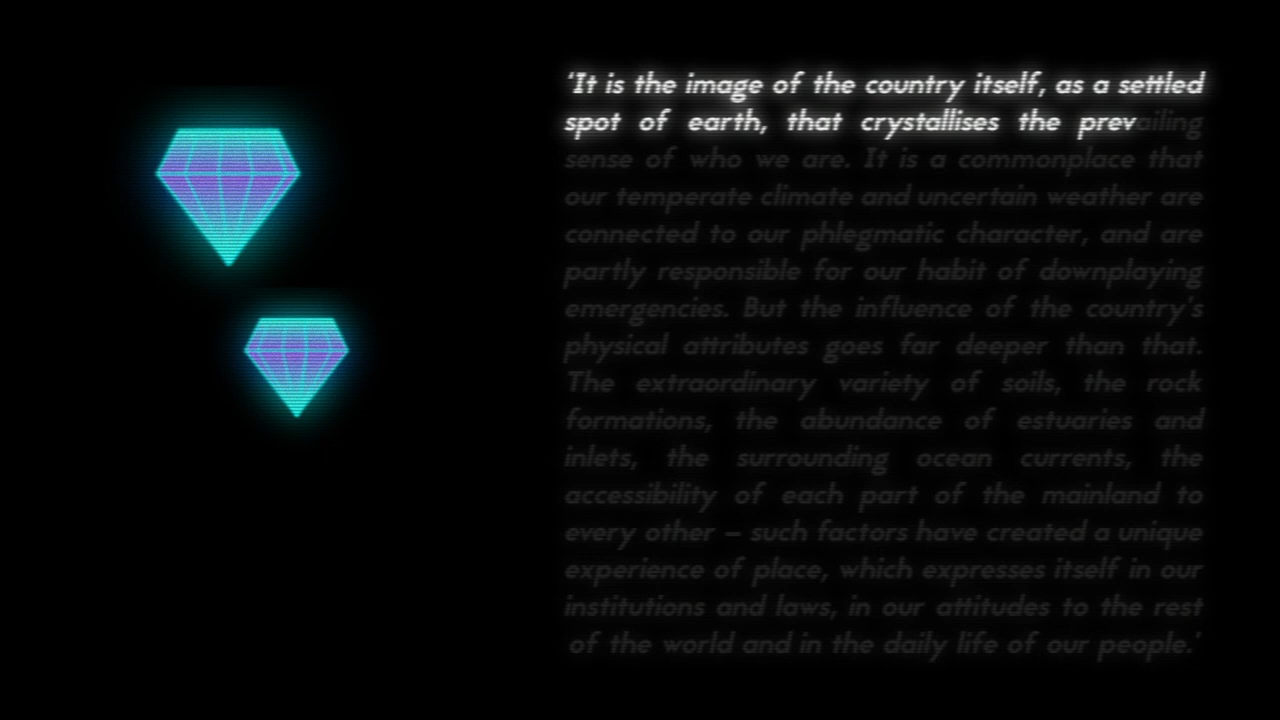 ‘It is the image of the country itself, as a settled
spot of earth, that crystallises the prevailing
sense of who we are. It is a commonplace that
our temperate climate and uncertain weather are
connected to our phlegmatic character, and are
partly responsible for our habit of downplaying
emergencies. But the influence of the country’s
physical attributes goes far deeper than that.
The extraordinary variety of soils, the rock
formations, the abundance of estuaries and
inlets, the surrounding ocean currents, the
accessibility of each part of the mainland to
every other – such factors have created a unique
experience of place, which expresses itself in our
institutions and laws, in our attitudes to the rest
of the world and in the daily life of our people.’